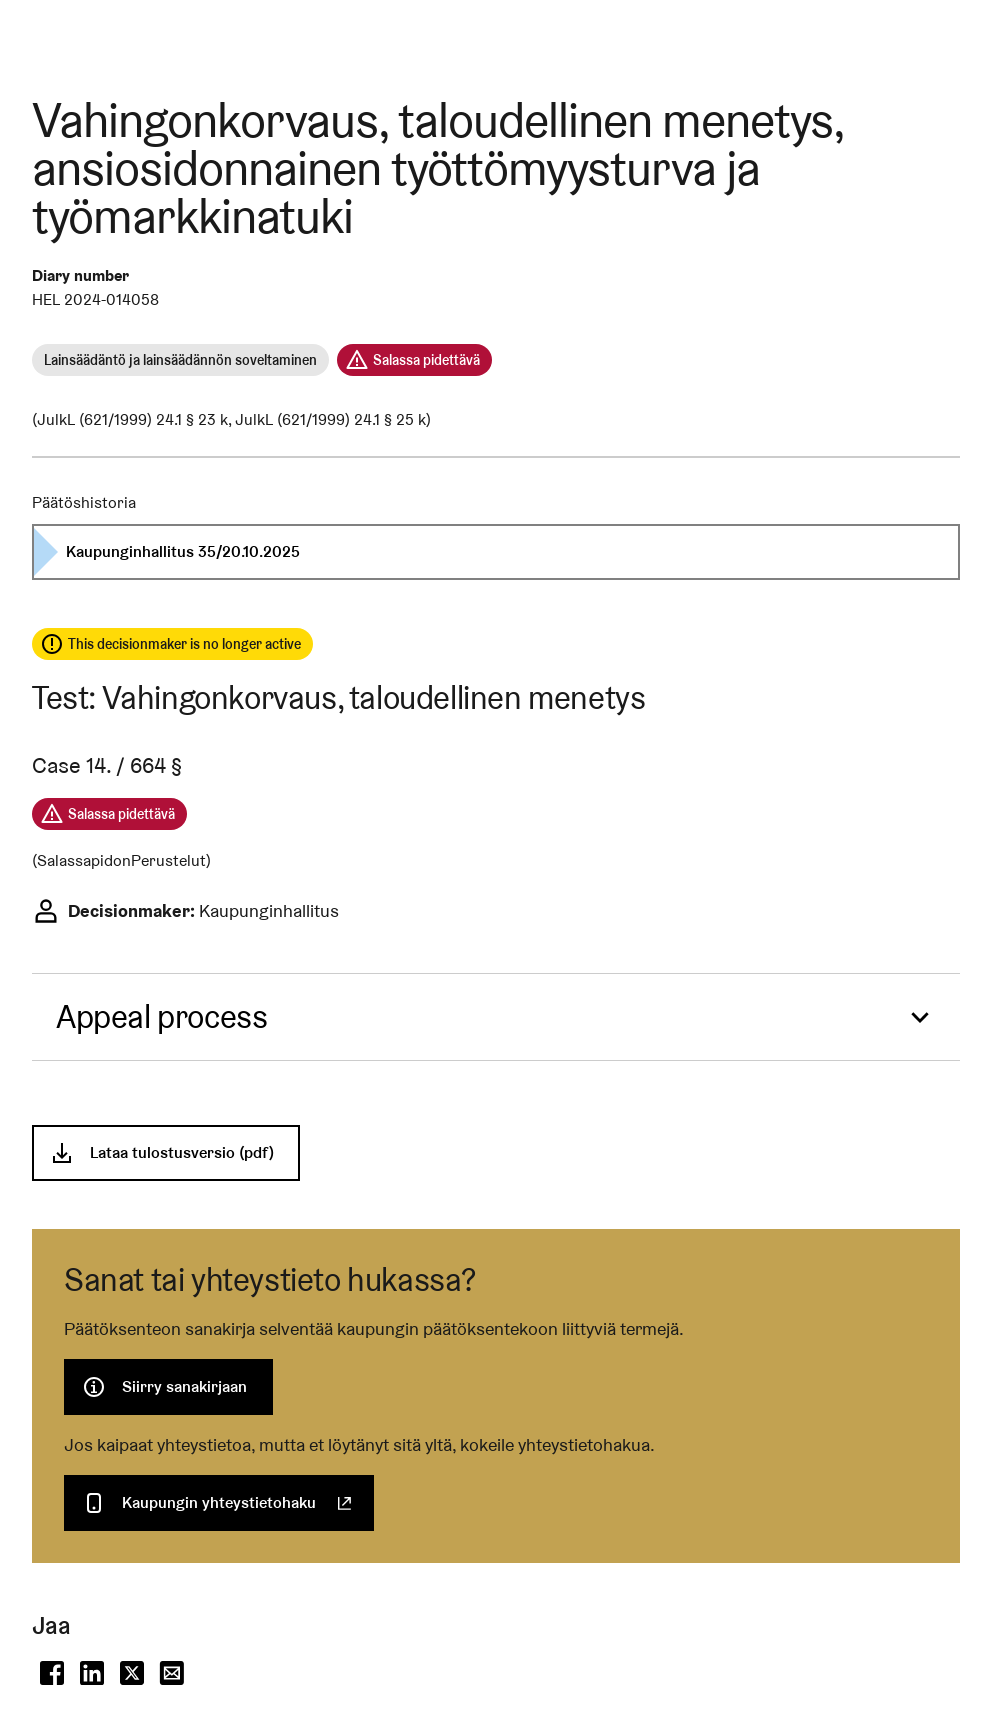 Vahingonkorvaus, taloudellinen menetys,
ansiosidonnainen työttömyysturva ja
työmarkkinatuki
Diary number
HEL 2024-014058
Lainsäädäntö ja lainsäädännön soveltaminen
Salassa pidettävä
(JulkL (621/1999) 24.1 § 23 k, JulkL (621/1999) 24.1 § 25 k)
Päätöshistoria
Kaupunginhallitus 35/20.10.2025
This decisionmaker is no longer active
Test: Vahingonkorvaus, taloudellinen menetys
Case 14. / 664 §
Salassa pidettävä
(SalassapidonPerustelut)
Decisionmaker: Kaupunginhallitus
Appeal process
Lataa tulostusversio (pdf)
Sanat tai yhteystieto hukassa?
Päätöksenteon sanakirja selventää kaupungin päätöksentekoon liittyviä termejä.
Siirry sanakirjaan
Jos kaipaat yhteystietoa, mutta et löytänyt sitä yltä, kokeile yhteystietohakua.
Kaupungin yhteystietohaku
Jaa